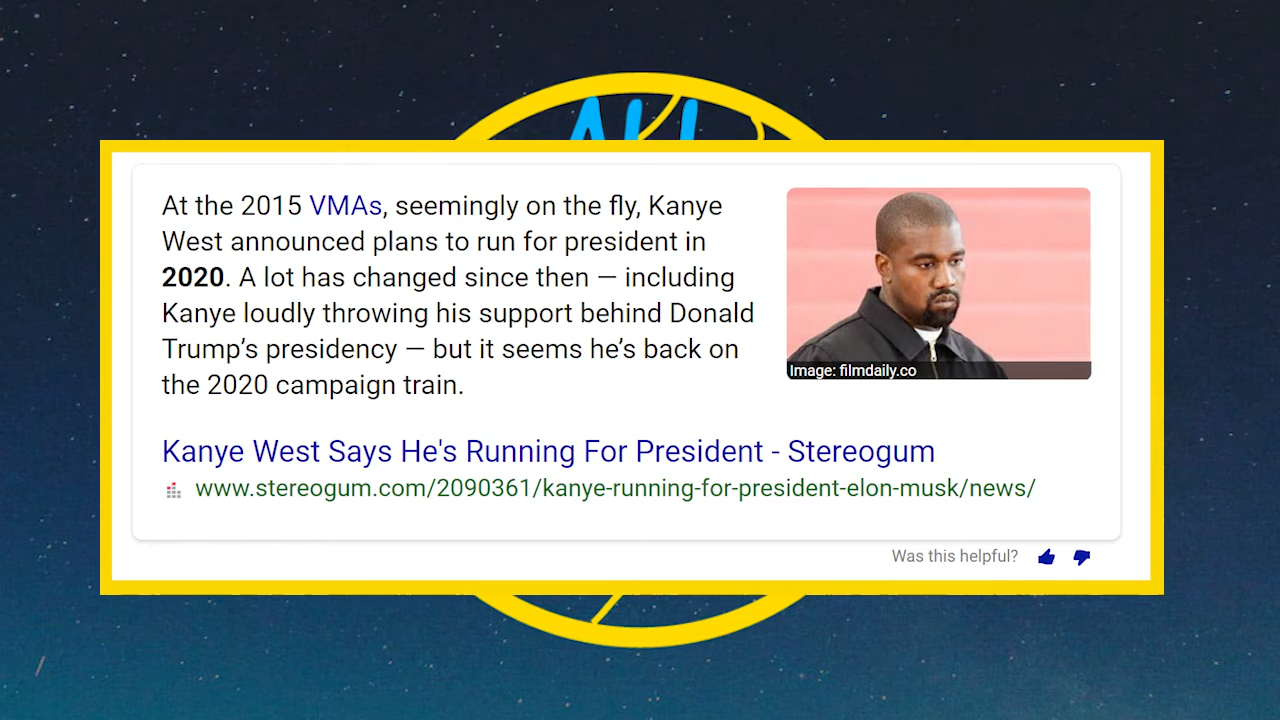 At the 2015 VMAs, seemingly on the fly, Kanye
West announced plans to run for president in
2020. A lot has changed since then — including
Kanye loudly throwing his support behind Donald
Trump’s presidency — but it seems he’s back on
the 2020 campaign train.
Image: filmdaily.co
Kanye West Says He's Running For President - Stereogum
www.stereogum.com/2090361/kanye-running-for-president-elon-musk/news/
Was this helpful?